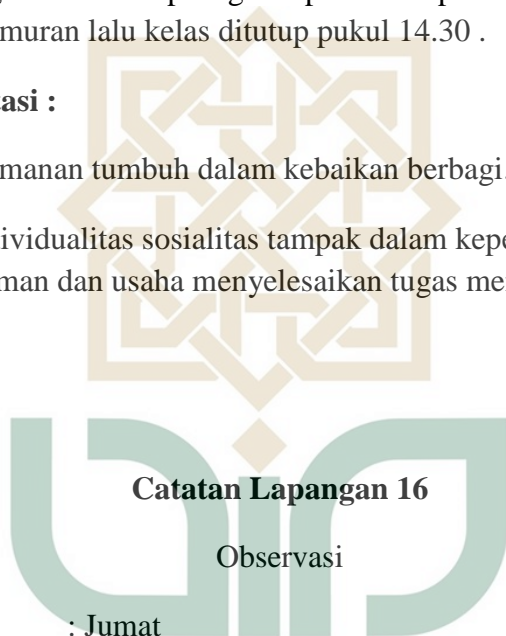 muran lalu kelas ditutup pukul 14.30 .
tasi :
manan tumbuh dalam kebaikan berbagi
ividualitas sosialitas tampak dalam kepe
man dan usaha menyelesaikan tugas me
Catatan Lapangan 16
Observasi
: Jumat